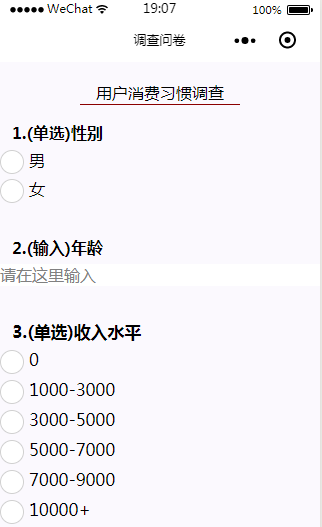 WeChat 19:07 100%
调查问卷
用户消费习惯调查
1.(单选)性别
男
女
2.(输入)年龄
请在这里输入
3.(单选)收入水平
0
1000-3000
3000-5000
5000-7000
7000-9000
10000+